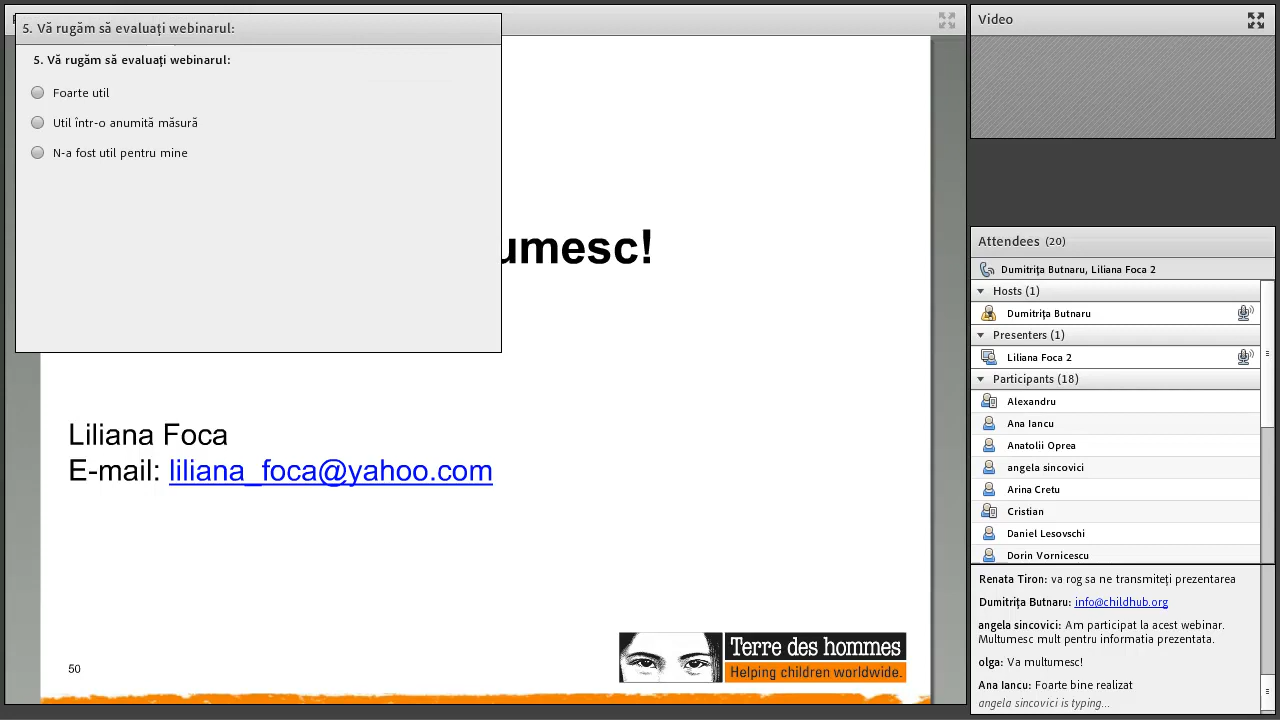 5. Vă rugăm să evaluați webinarul:
5. Vă rugăm să evaluați webinarul:
Foarte util
Util într-o anumită măsură
N-a fost util pentru mine
umesc!
Liliana Foca
E-mail: liliana_foca@yahoo.com
50
Terre des hommes
Helping children worldwide.
Video
Attendees (20)
Dumitrița Butnaru, Liliana Foca 2
Hosts (1)
Dumitrița Butnaru
Presenters (1)
Liliana Foca 2
Participants (18)
Alexandru
Ana Iancu
Anatolii Oprea
angela sincovici
Arina Cretu
Cristian
Daniel Lesovschi
Dorin Vornicescu
Renata Tiron: va rog sa ne transmiteți prezentarea
Dumitrița Butnaru: info@childhub.org
angela sincovici: Am participat la acest webinar.
Multumesc mult pentru informatia prezentata.
olga: Va multumesc!
Ana Iancu: Foarte bine realizat
angela sincovici is typing...